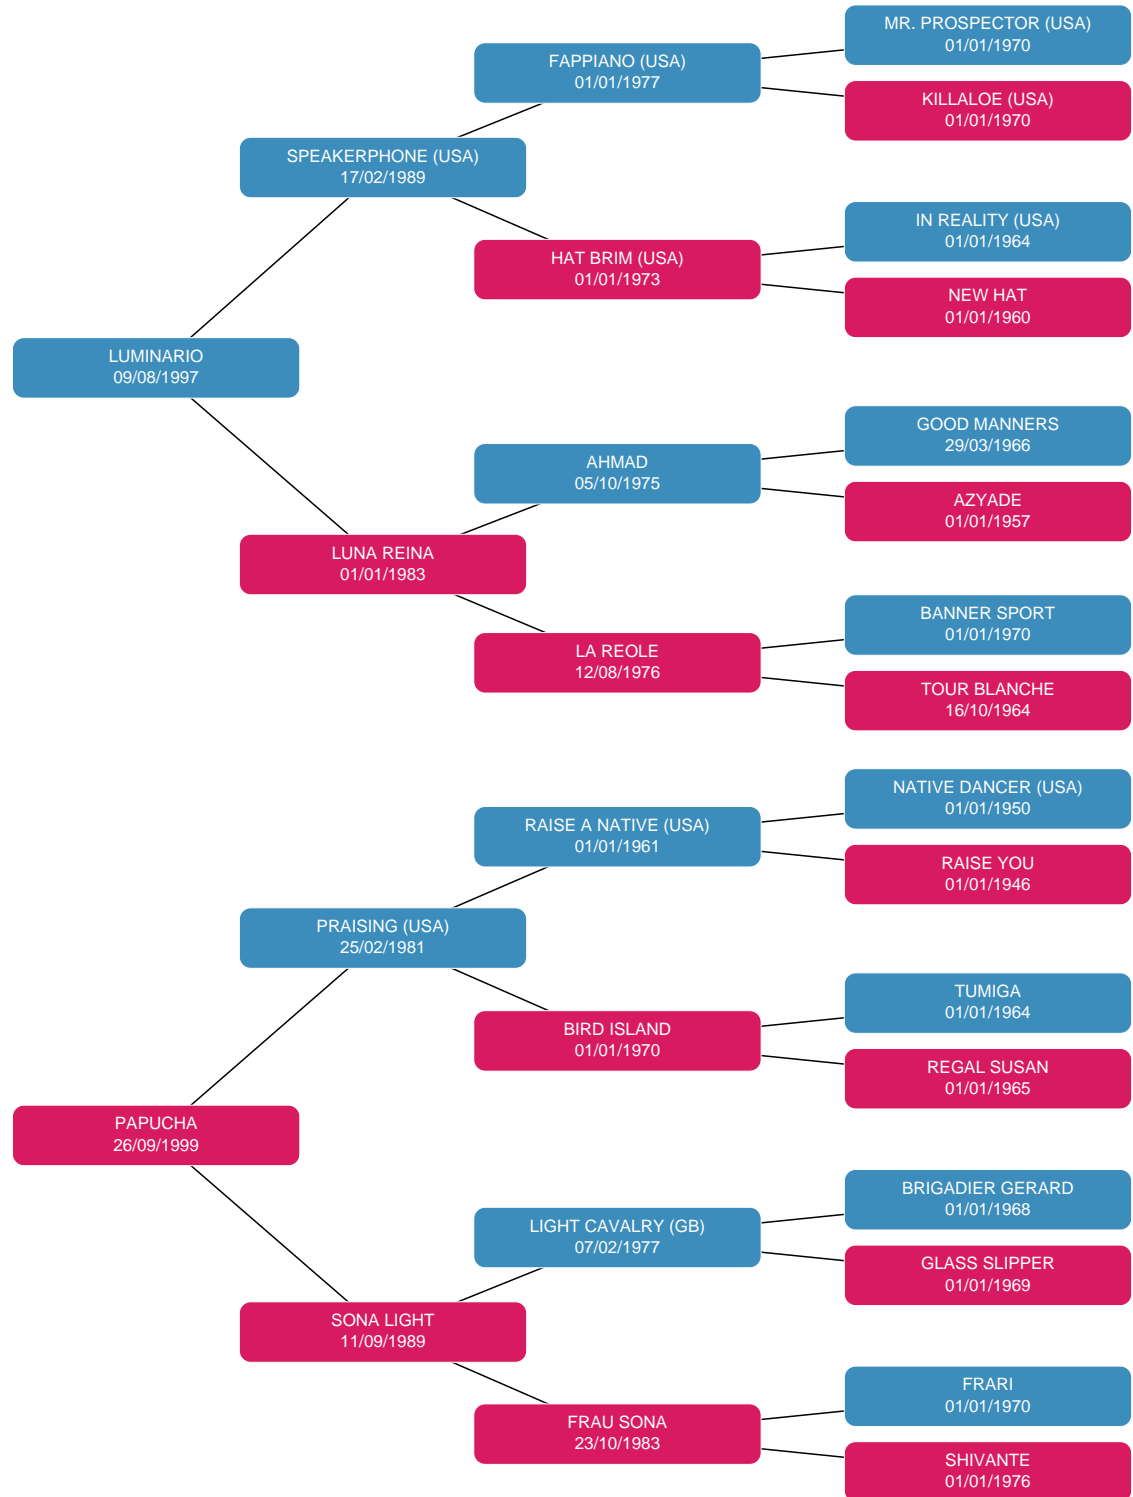 MR. PROSPECTOR (USA)
01/01/1970
FAPPIANO (USA)
01/01/1977
KILLALOE (USA)
01/01/1970
SPEAKERPHONE (USA)
17/02/1989
IN REALITY (USA)
01/01/1964
HAT BRIM (USA)
01/01/1973
NEW HAT
01/01/1960
LUMINARIO
09/08/1997
GOOD MANNERS
29/03/1966
AHMAD
05/10/1975
AZYADE
01/01/1957
LUNA REINA
01/01/1983
BANNER SPORT
01/01/1970
LA REOLE
12/08/1976
TOUR BLANCHE
16/10/1964
NATIVE DANCER (USA)
01/01/1950
RAISE A NATIVE (USA)
01/01/1961
RAISE YOU
01/01/1946
PRAISING (USA)
25/02/1981
TUMIGA
01/01/1964
BIRD ISLAND
01/01/1970
REGAL SUSAN
01/01/1965
PAPUCHA
26/09/1999
BRIGADIER GERARD
01/01/1968
LIGHT CAVALRY (GB)
07/02/1977
GLASS SLIPPER
01/01/1969
SONA LIGHT
11/09/1989
FRARI
01/01/1970
FRAU SONA
23/10/1983
SHIVANTE
01/01/1976